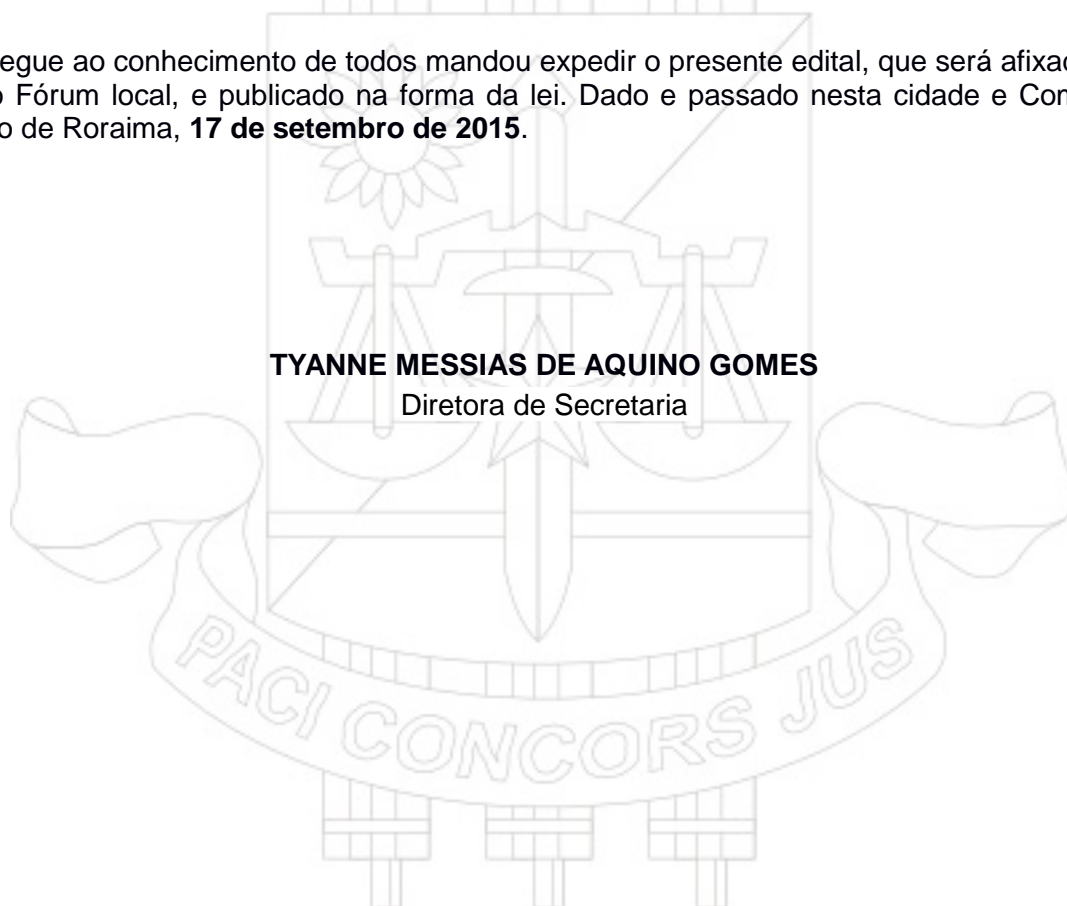 egue ao conhecimento de todos mandou expedir o presente edital, que será afixa
Fórum local, e publicado na forma da lei. Dado e passado nesta cidade e Co
o de Roraima, 17 de setembro de 2015.
TYANNE MESSIAS DE AQUINO GOMES
Diretora de Secretaria
PACI CONCORS JUS